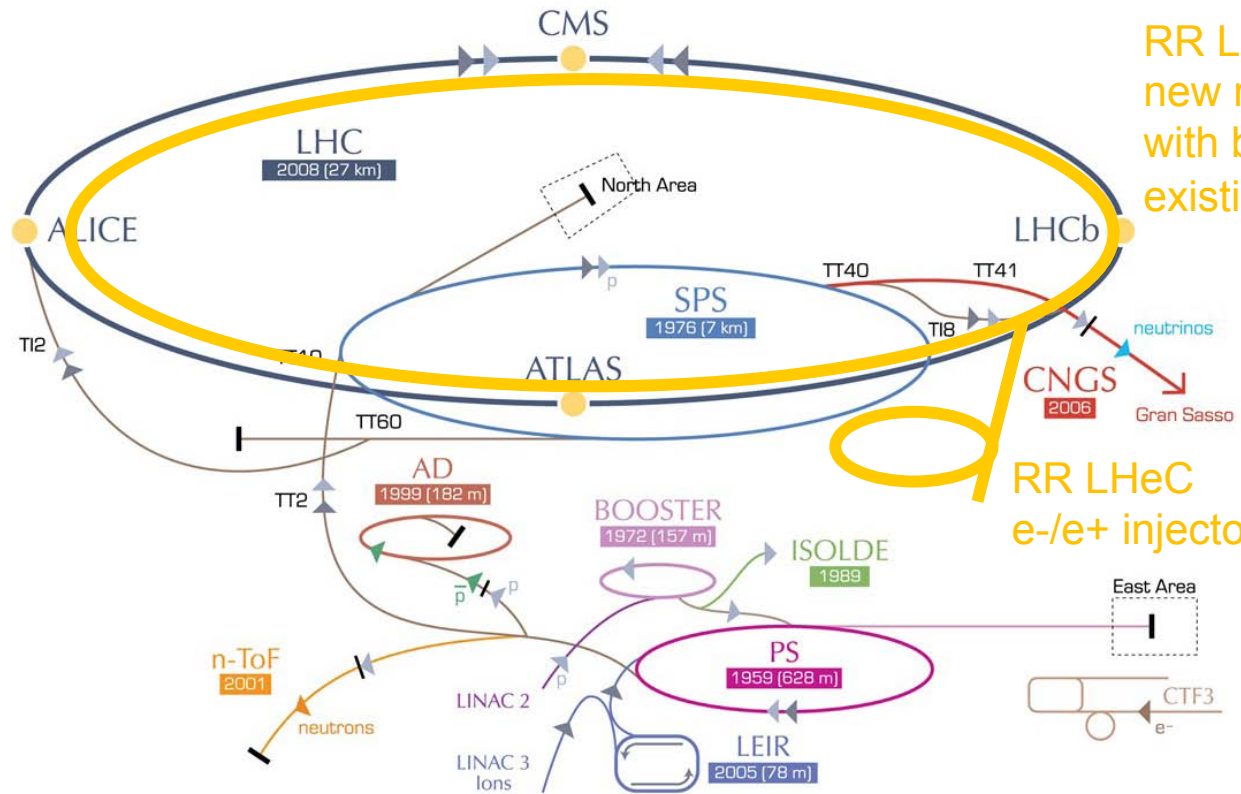 CMS
RR L
new r
with b
existi
LHC
2008 (27 km)
North Area
ALICE
LHCb
TT40
TT41
p
SPS
1976 (7 km)
TI8
TI2
neutrinos
ATLAS
CNGS
2006
Gran Sasso
TT60
AD
1999 (182 m)
TT2
RR LHeC
e-/e+ injecto
BOOSTER
1972 (157 m)
ISOLDE
1989
p
p
East Area
n-ToF
2001
PS
1959 (628 m)
LINAC 2
p
neutrons
CTF3
e-
LINAC 3
Ions
LEIR
2005 (78 m)